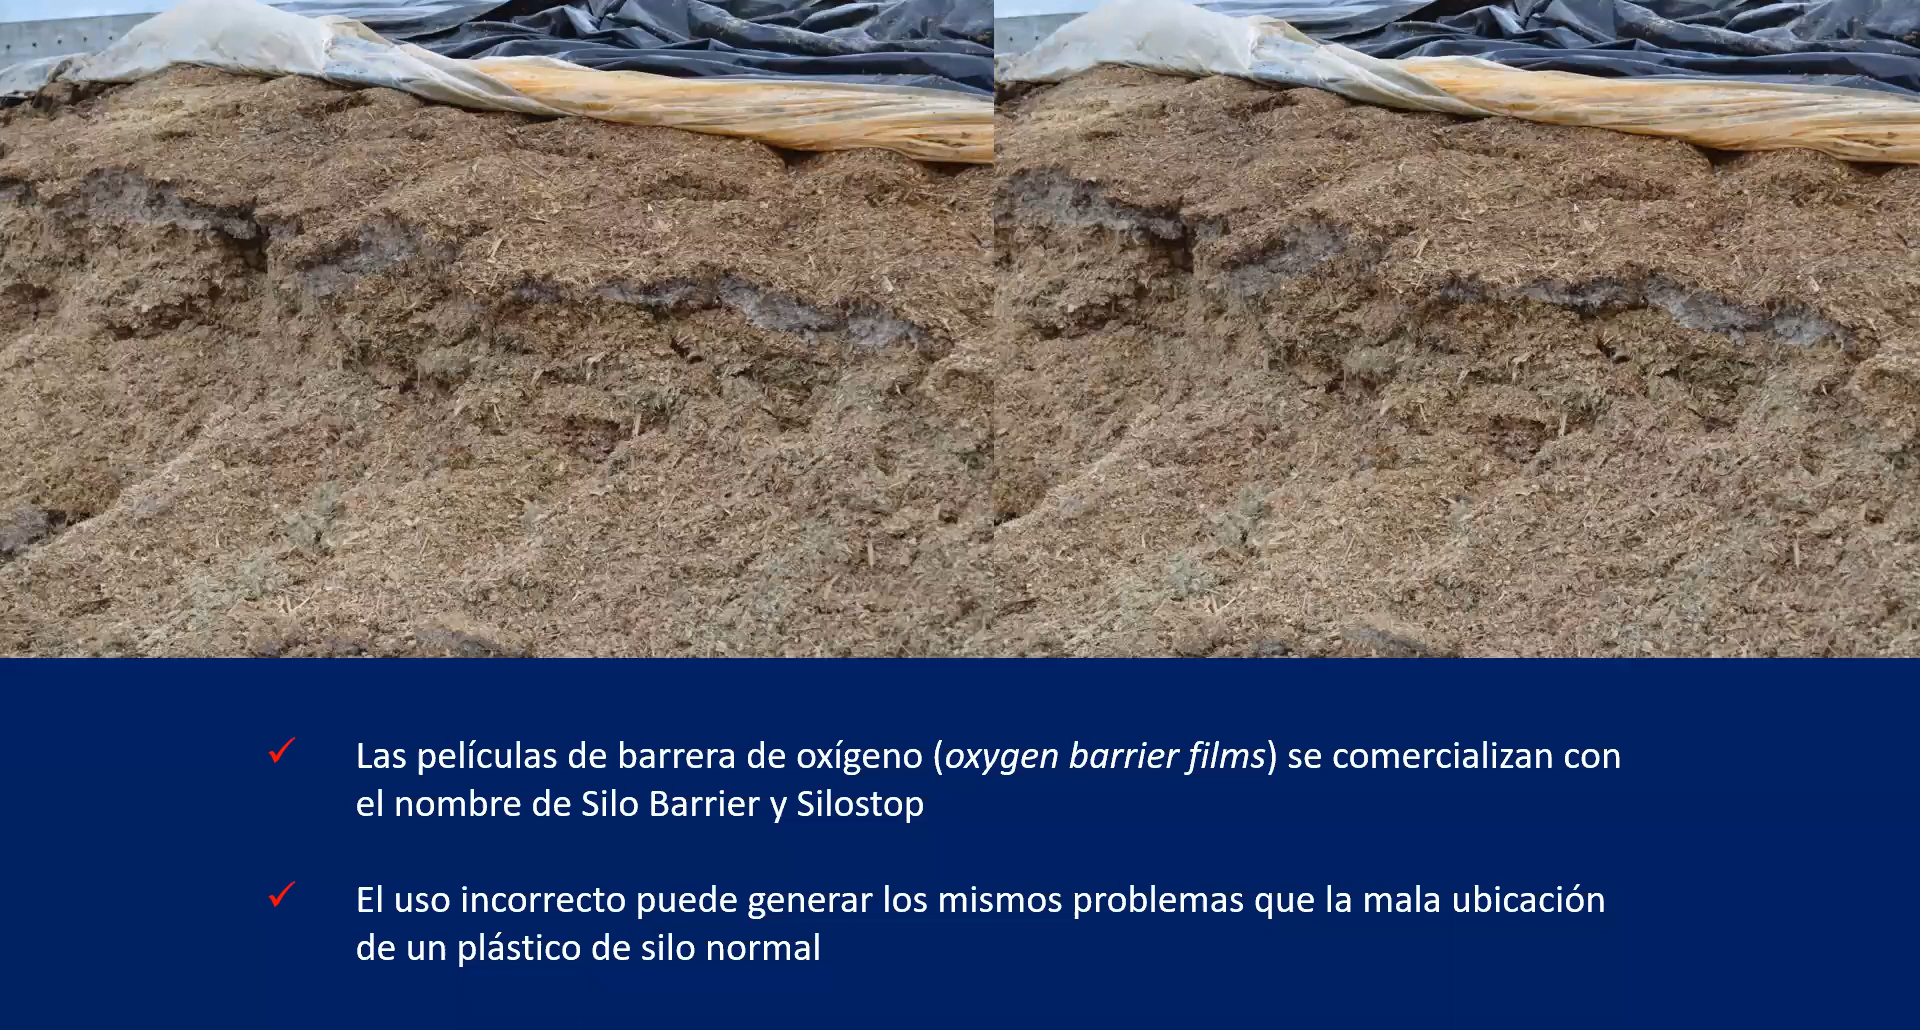 Las películas de barrera de oxígeno (oxygen barrier films) se comercializan con
el nombre de Silo Barrier y Silostop
El uso incorrecto puede generar los mismos problemas que la mala ubicación
de un plástico de silo normal